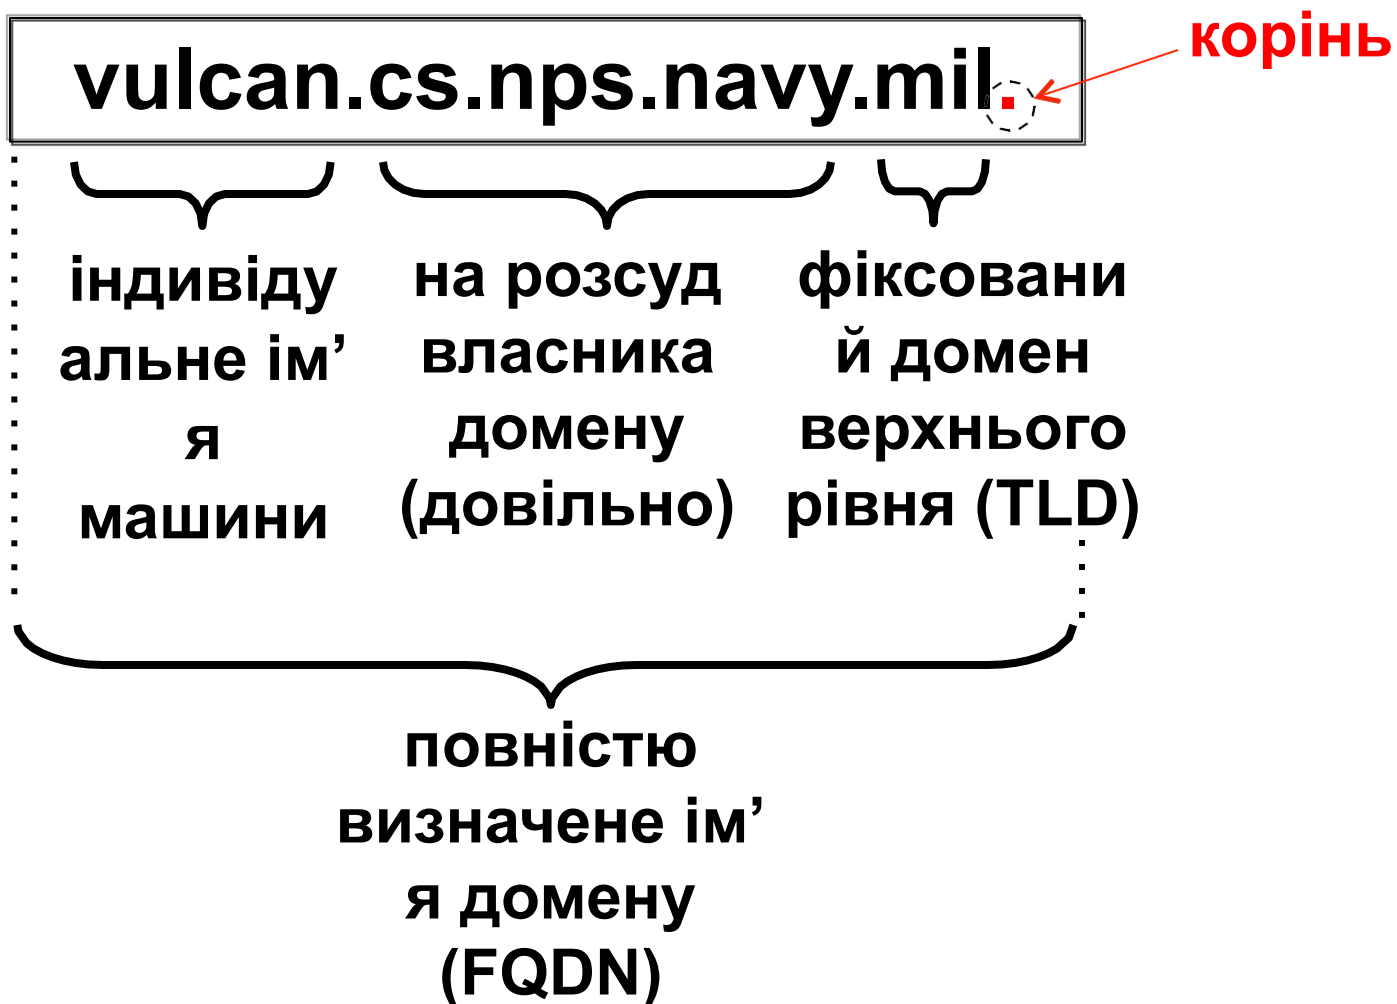 корінь
vulcan.cs.nps.navy.mil.
індивіду
альне ім’
я
машини
на розсуд
власника
домену
(довільно)
фіксовани
й домен
верхнього
рівня (TLD)
повністю
визначене ім’
я домену
(FQDN)